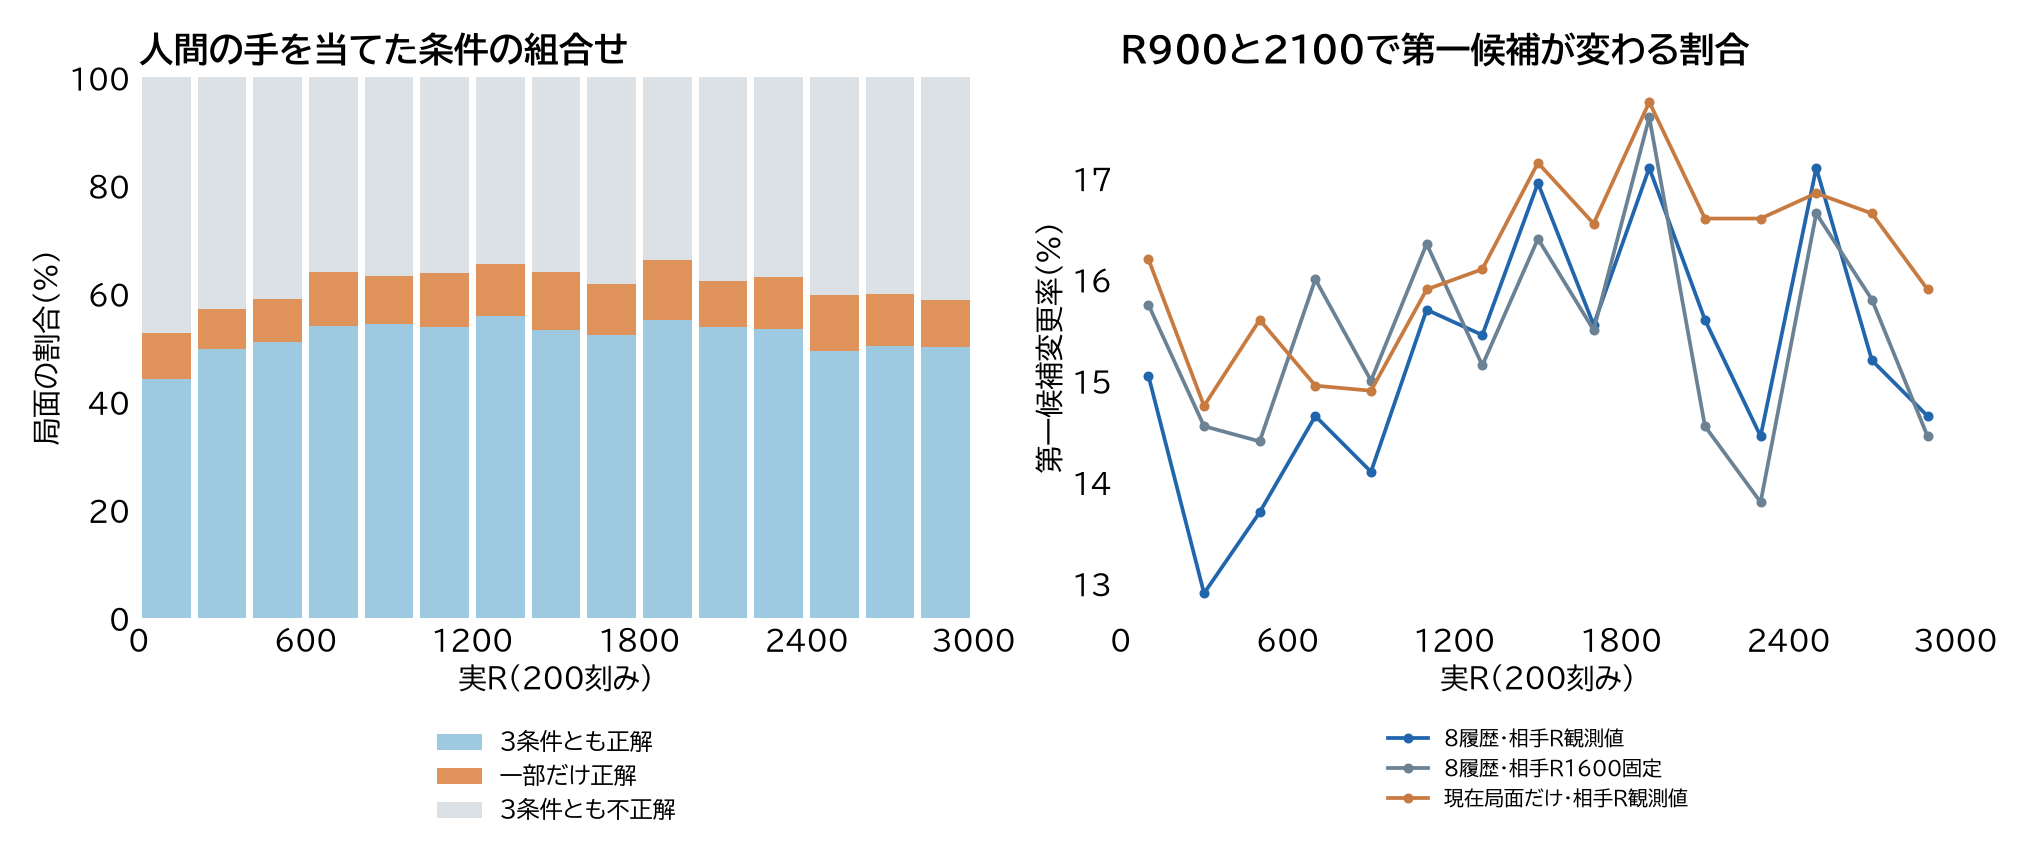 人間の手を当てた条件の組合せ
100
80
60
40
20
0
局面の割合(%)
0 600 1200 1800 2400 3000
実R(200刻み)
3条件とも正解
一部だけ正解
3条件とも不正解
R900と2100で第一候補が変わる割合
17
16
15
14
13
第一候補変更率(%)
0 600 1200 1800 2400 3000
実R(200刻み)
8履歴・相手R観測値
8履歴・相手R1600固定
現在局面だけ・相手R観測値